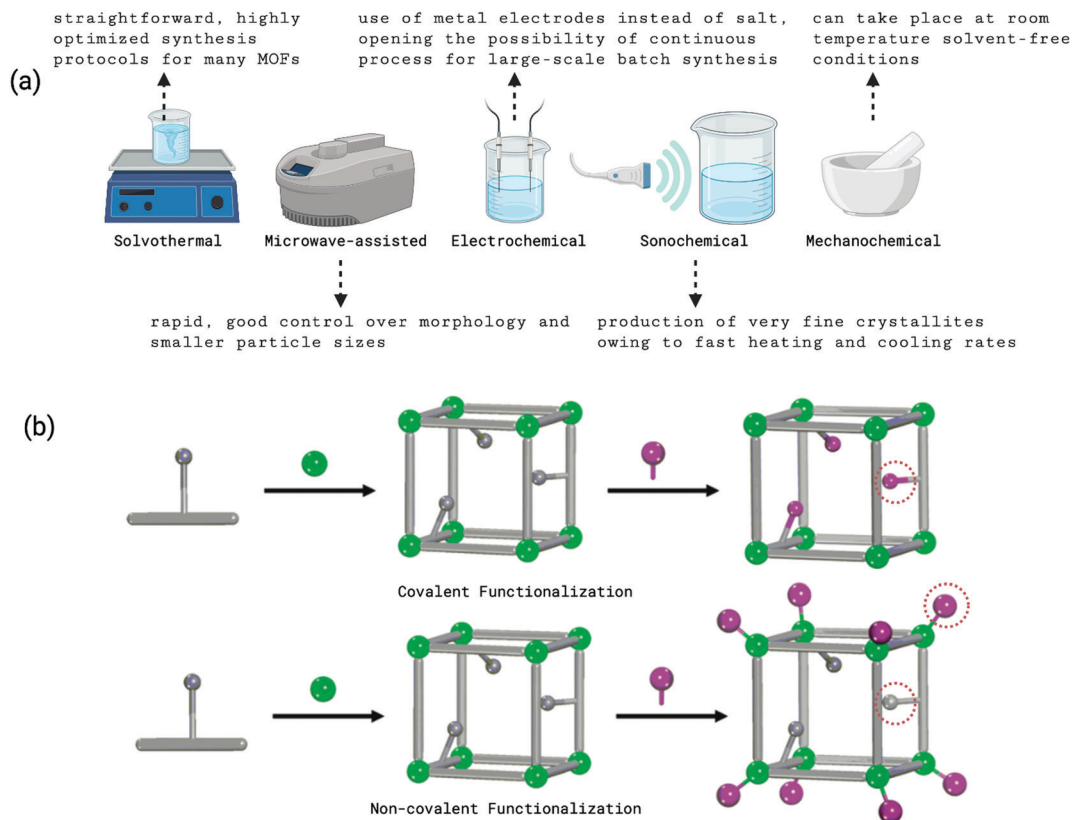 straightforward, highly
optimized synthesis
protocols for many MOFs
use of metal electrodes instead of salt,
opening the possibility of continuous
process for large-scale batch synthesis
can take place at room
temperature solvent-free
conditions
(a)
Solvothermal
Microwave-assisted
Electrochemical
Sonochemical
Mechanochemical
rapid, good control over morphology and
smaller particle sizes
production of very fine crystallites
owing to fast heating and cooling rates
(b)
Covalent Functionalization
Non-covalent Functionalization